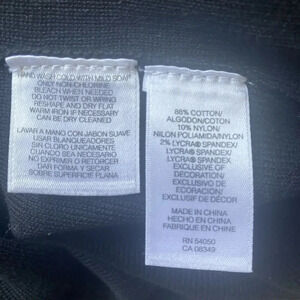 HAND WASH COLD WITH MILD SOAP
ONLY NON-CHLORINE
BLEACH WHEN NEEDED
DO NOT TWIST OR WRING
RESHAPE AND DRY FLAT
WARM IRON IF NECESSARY
CAN BE DRY CLEANED
LAVAR A MANO CON JABON SUAVE
USAR BLANQUEADORES
SIN CLORO UNICAMENTE
CUANDO SEA NECESARIO
NO EXPRIMIR O RETORCER
DAR FORMA Y SECAR
SOBRE SUPERFICIE PLANA
88% COTTON/
ALGODON/COTON
10% NYLON/
NILON POLIAMIDA/NYLON
2% LYCRA® SPANDEX/
LYCRA® SPANDEX/
LYCRA® SPANDEX
EXCLUSIVE OF
DECORATION/
EXCLUSIVO DE
ECORACION/
EXCLUSIF DE DÉCOR
MADE IN CHINA
HECHO EN CHINA
FABRIQUE EN CHINE
RN 54050
CA 08349